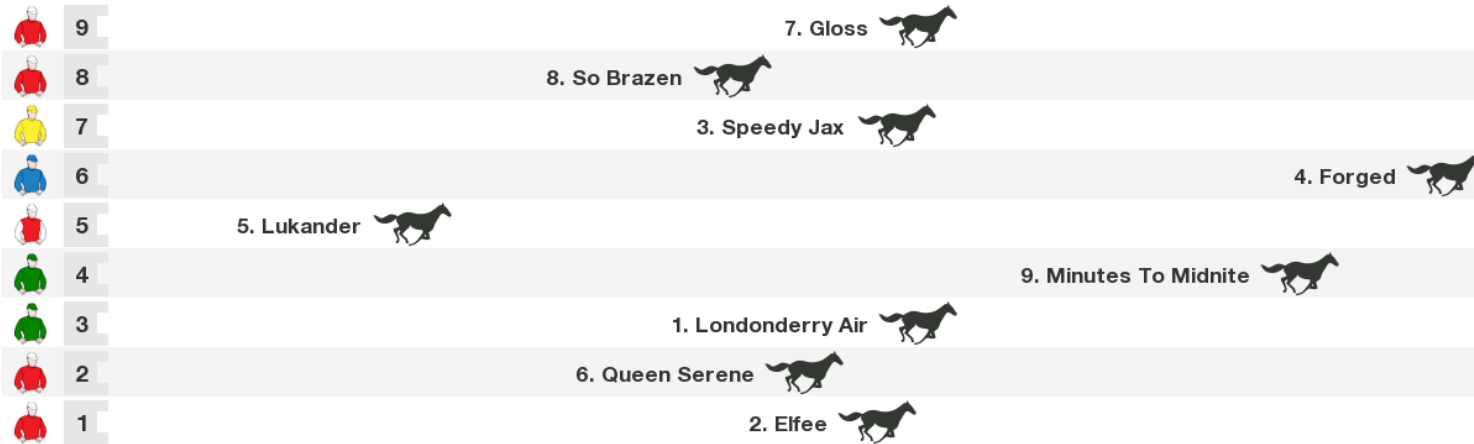 9 7. Gloss
8 8. So Brazen
7 3. Speedy Jax
6 4. Forged
5 5. Lukander
4 9. Minutes To Midnite
3 1. Londonderry Air
2 6. Queen Serene
1 2. Elfee